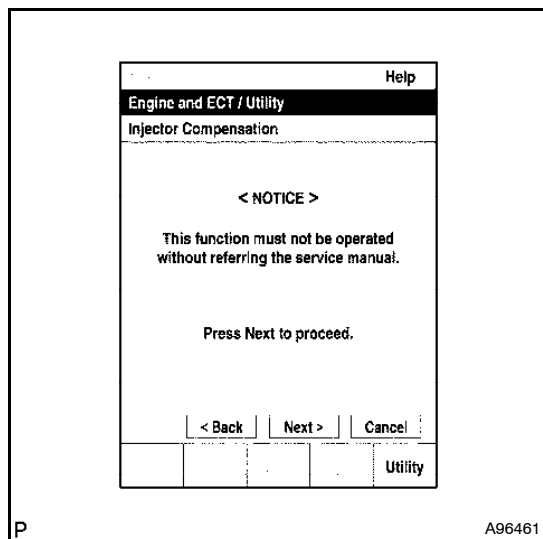 Help
Engine and ECT / Utility
Injector Compensation
< NOTICE >
This function must not be operated
without referring the service manual.
Press Next to proceed.
< Back Next > Cancel
Utility
P A96461